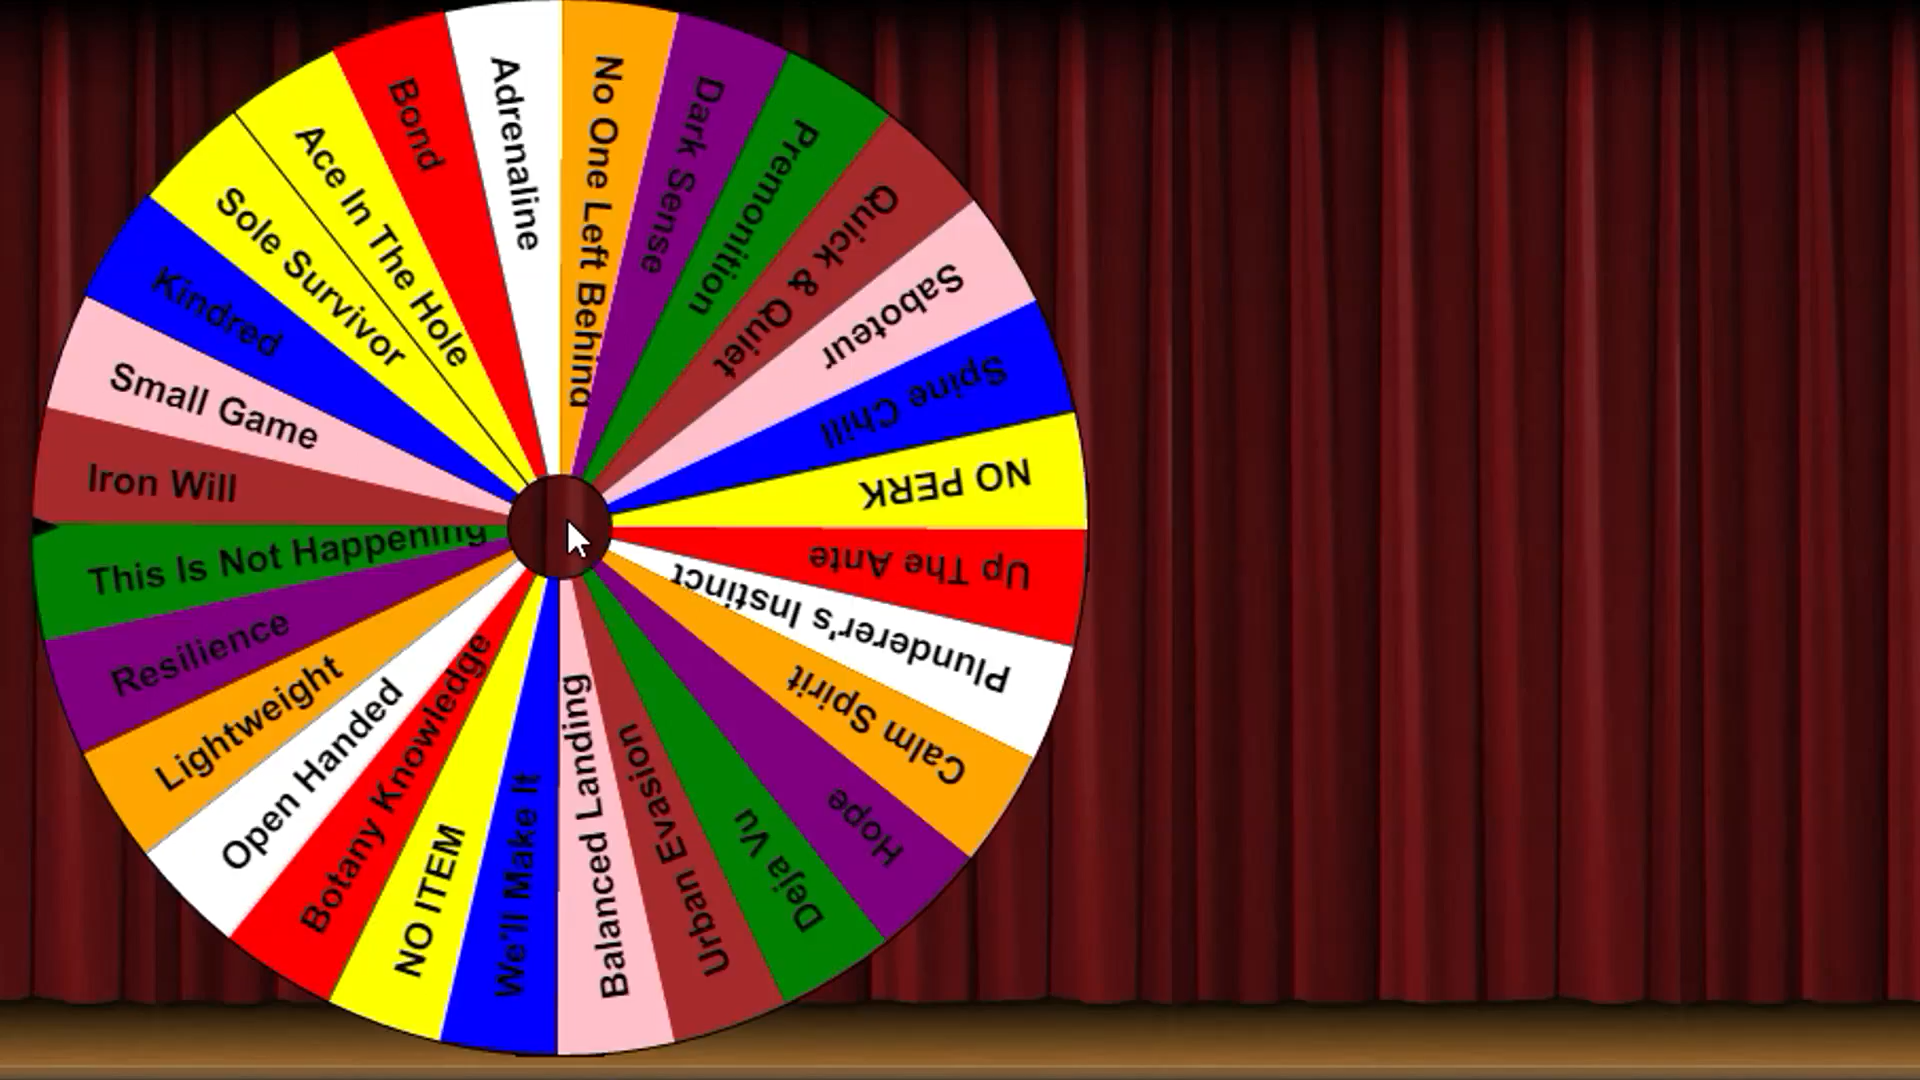 No One Left Behind
Dark Sense
Premonition
Quick & Quiet
Saboteur
Spine Chill
NO PERK
Up The Ante
Plunderer's Instinct
Calm Spirit
Hope
Deja Vu
Urban Evasion
Balanced Landing
We'll Make It
NO ITEM
Botany Knowledge
Open Handed
Lightweight
Resilience
This Is Not Happening
Iron Will
Small Game
Kindred
Sole Survivor
Ace In The Hole
Bond
Adrenaline